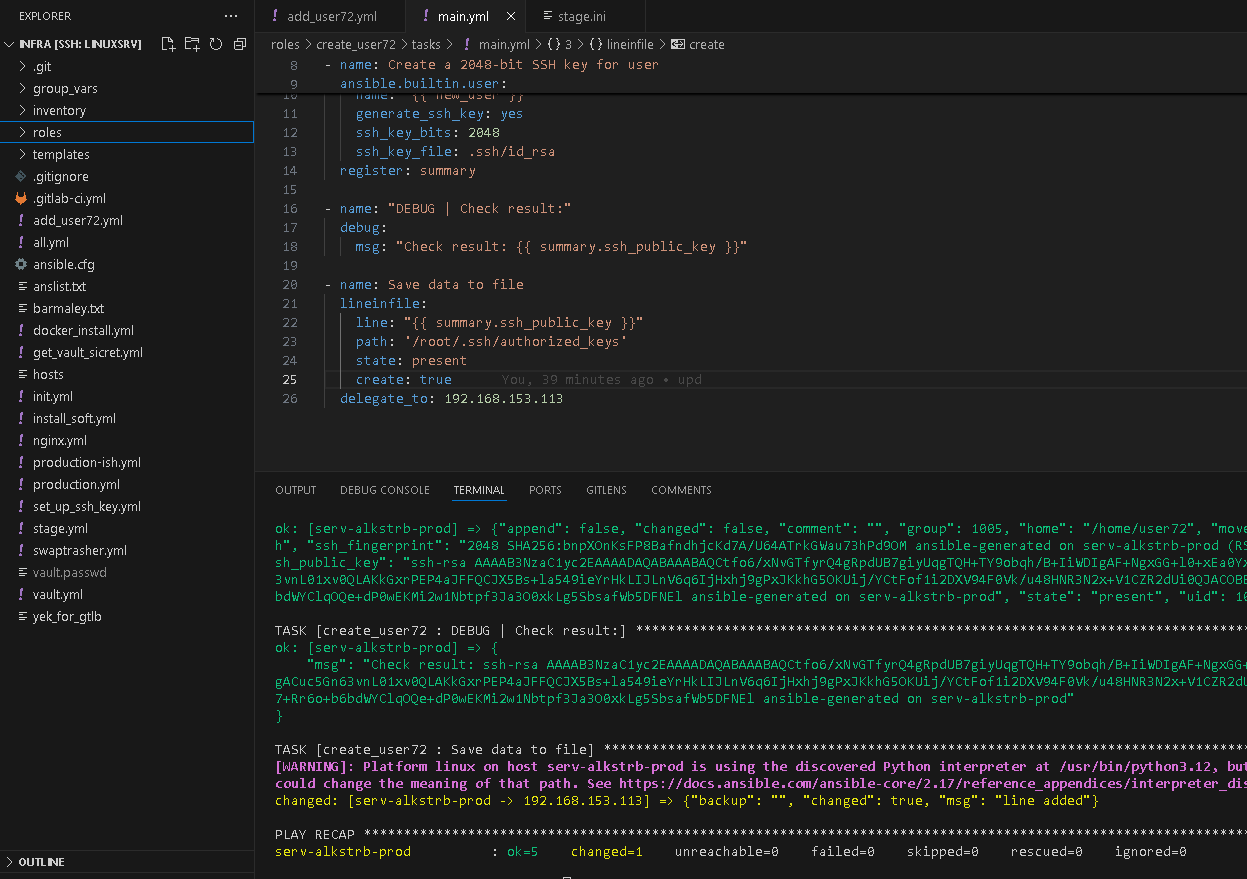 EXPLORER
INFRA [SSH: LINUXSRV]
.git
group_vars
inventory
roles
templates
.gitignore
.gitlab-ci.yml
add_user72.yml
all.yml
ansible.cfg
anslist.txt
barmaley.txt
docker_install.yml
get_vault_sicret.yml
hosts
init.yml
install_soft.yml
nginx.yml
production-ish.yml
production.yml
set_up_ssh_key.yml
stage.yml
swaptrasher.yml
vault.passwd
vault.yml
yek_for_gtlb
OUTLINE
add_user72.yml
main.yml
stage.ini
roles > create_user72 > tasks > ! main.yml > {} 3 > {} lineinfile > create
8 - name: Create a 2048-bit SSH key for user
9 ansible.builtin.user:
10 name: "{{ new_user }}"
11 generate_ssh_key: yes
12 ssh_key_bits: 2048
13 ssh_key_file: .ssh/id_rsa
14 register: summary
15
16 - name: "DEBUG | Check result:"
17 debug:
18 msg: "Check result: {{ summary.ssh_public_key }}"
19
20 - name: Save data to file
21 lineinfile:
22 line: "{{ summary.ssh_public_key }}"
23 path: '/root/.ssh/authorized_keys'
24 state: present
25 create: true You, 39 minutes ago • upd
26 delegate_to: 192.168.153.113
OUTPUT DEBUG CONSOLE TERMINAL PORTS GITLENS COMMENTS
ok: [serv-alkstrb-prod] => {"append": false, "changed": false, "comment": "", "group": 1005, "home": "/home/user72", "move
h", "ssh_fingerprint": "2048 SHA256:bnpXOnKsFP8BafndhjcKd7A/U64ATrkGWau73hPd9OM ansible-generated on serv-alkstrb-prod (RS
sh_public_key": "ssh-rsa AAAAB3NzaC1yc2EAAAADAQABAAABAQCtfo6/xNvGTfyrQ4gRpdUB7giyUqgTQH+TY9obqh/B+IiWDIgAF+NgxGG+l0+xEa0Yx
3vnL01xv0QLAKkGxrPEP4aJFFQCJX5Bs+la549ieYrHkLIJLnV6q6IjHxhj9gPxJKkhG5OKUij/YCtFof1i2DXV94F0Vk/u48HNR3N2x+V1CZR2dUi0QJACOBE
bdWYClqOQe+dP0wEKMi2w1Nbtpf3Ja3O0xkLg5SbsafWb5DFNEl ansible-generated on serv-alkstrb-prod", "state": "present", "uid": 10
TASK [create_user72 : DEBUG | Check result:] ****************************************************************************
ok: [serv-alkstrb-prod] => {
"msg": "Check result: ssh-rsa AAAAB3NzaC1yc2EAAAADAQABAAABAQCtfo6/xNvGTfyrQ4gRpdUB7giyUqgTQH+TY9obqh/B+IiWDIgAF+NgxGG+
gACuc5Gn63vnL01xv0QLAKkGxrPEP4aJFFQCJX5Bs+la549ieYrHkLIJLnV6q6IjHxhj9gPxJKkhG5OKUij/YCtFof1i2DXV94F0Vk/u48HNR3N2x+V1CZR2dU
7+Rr6o+b6bdWYClqOQe+dP0wEKMi2w1Nbtpf3Ja3O0xkLg5SbsafWb5DFNEl ansible-generated on serv-alkstrb-prod"
}
TASK [create_user72 : Save data to file] ********************************************************************************
[WARNING]: Platform linux on host serv-alkstrb-prod is using the discovered Python interpreter at /usr/bin/python3.12, but
could change the meaning of that path. See https://docs.ansible.com/ansible-core/2.17/reference_appendices/interpreter_dis
changed: [serv-alkstrb-prod -> 192.168.153.113] => {"backup": "", "changed": true, "msg": "line added"}
PLAY RECAP **************************************************************************************************************
serv-alkstrb-prod : ok=5 changed=1 unreachable=0 failed=0 skipped=0 rescued=0 ignored=0